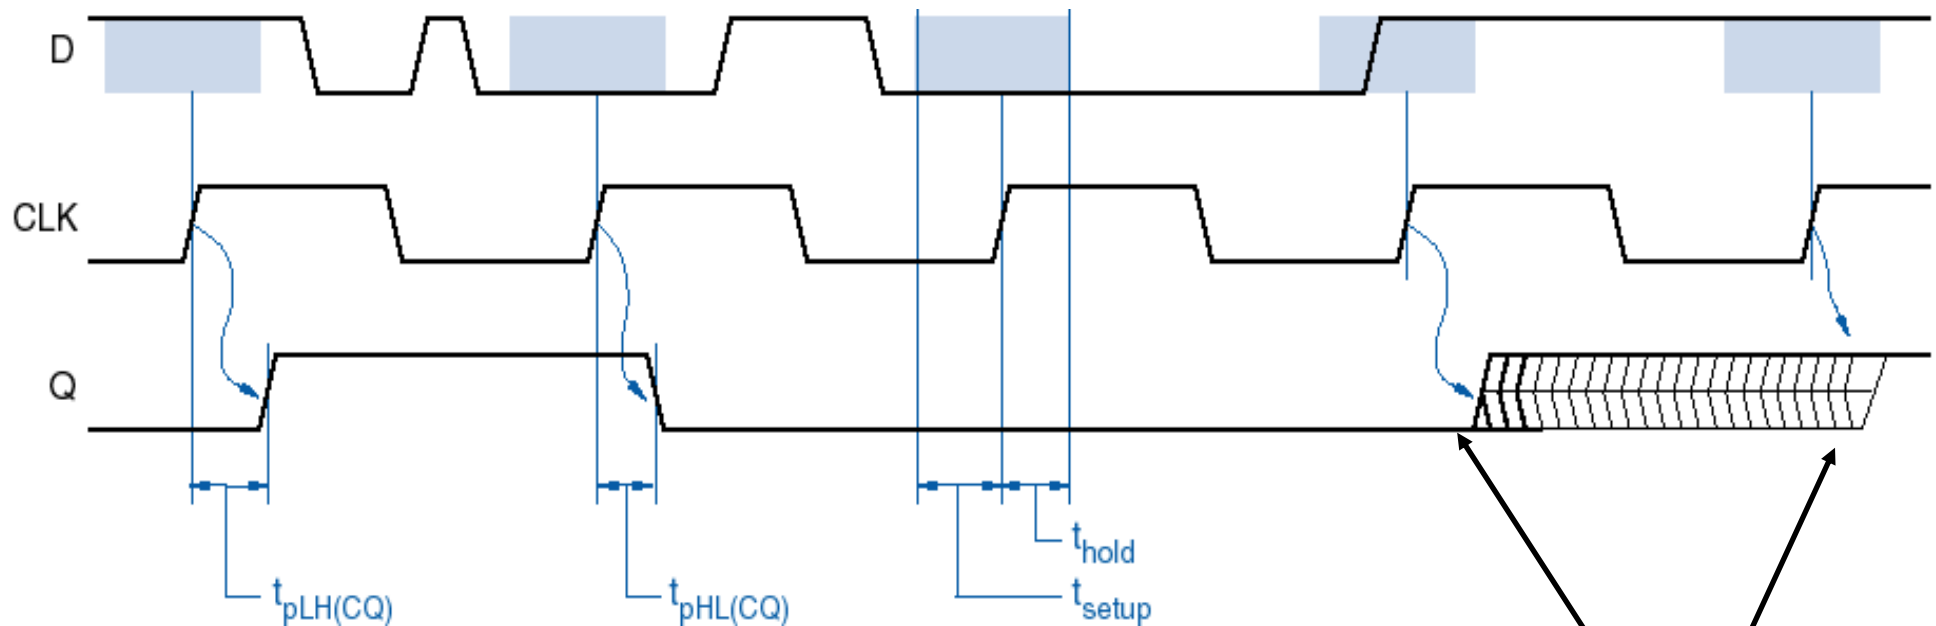 D
CLK
Q
thold
tpLH(CQ)
tpHL(CQ)
tsetup